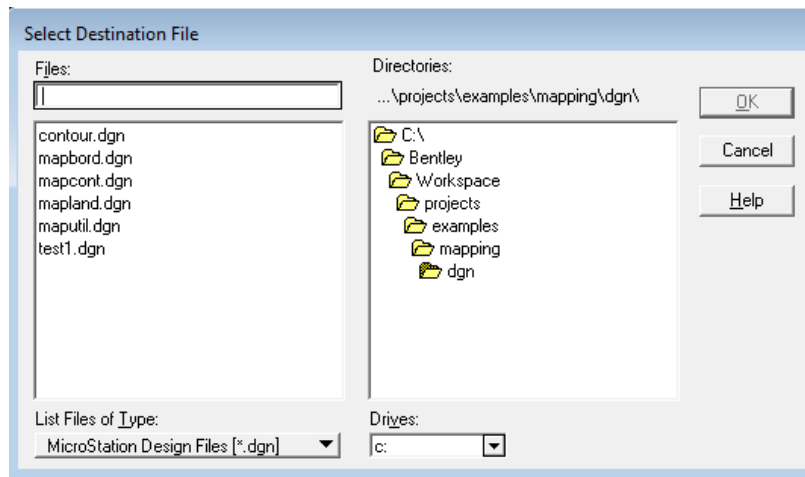 Select Destination File
Files:
contour.dgn
mapbord.dgn
mapcont.dgn
mapland.dgn
maputil.dgn
test1.dgn
List Files of Type:
MicroStation Design Files [*.dgn]
Directories:
...\projects\examples\mapping\dgn\
C:\
Bentley
Workspace
projects
examples
mapping
dgn
Drives:
c:
OK
Cancel
Help